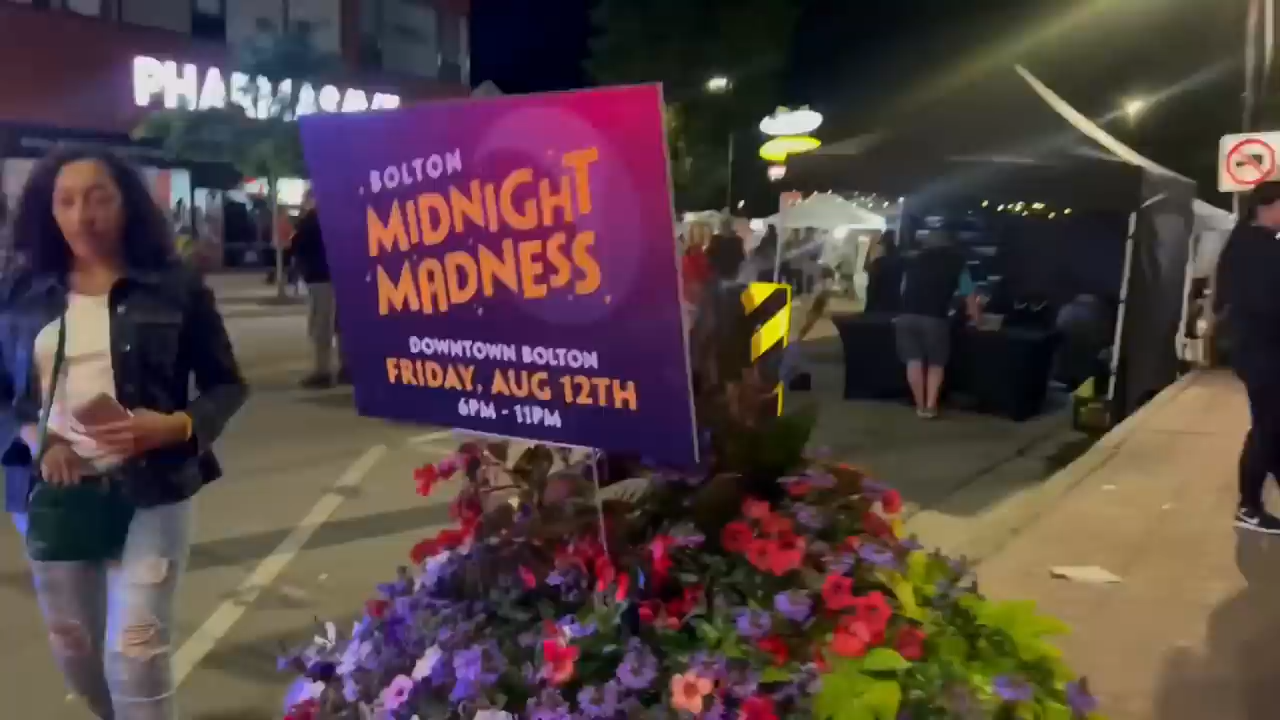 PHARMASAVE
BOLTON
MIDNIGHT
MADNESS
DOWNTOWN BOLTON
FRIDAY, AUG 12TH
6PM - 11PM